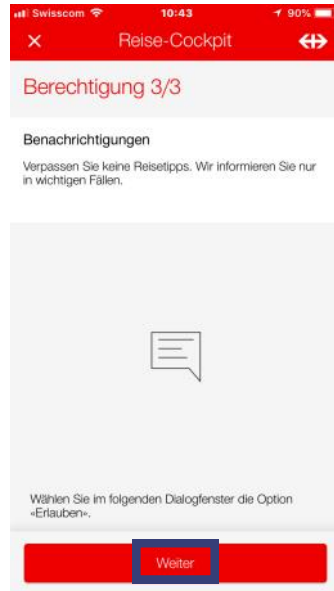 Swisscom 10:43 90%
Reise-Cockpit
Berechtigung 3/3
Benachrichtigungen
Verpassen Sie keine Reisetipps. Wir informieren Sie nur
in wichtigen Fällen.
Wählen Sie im folgenden Dialogfenster die Option
«Erlauben».
Weiter